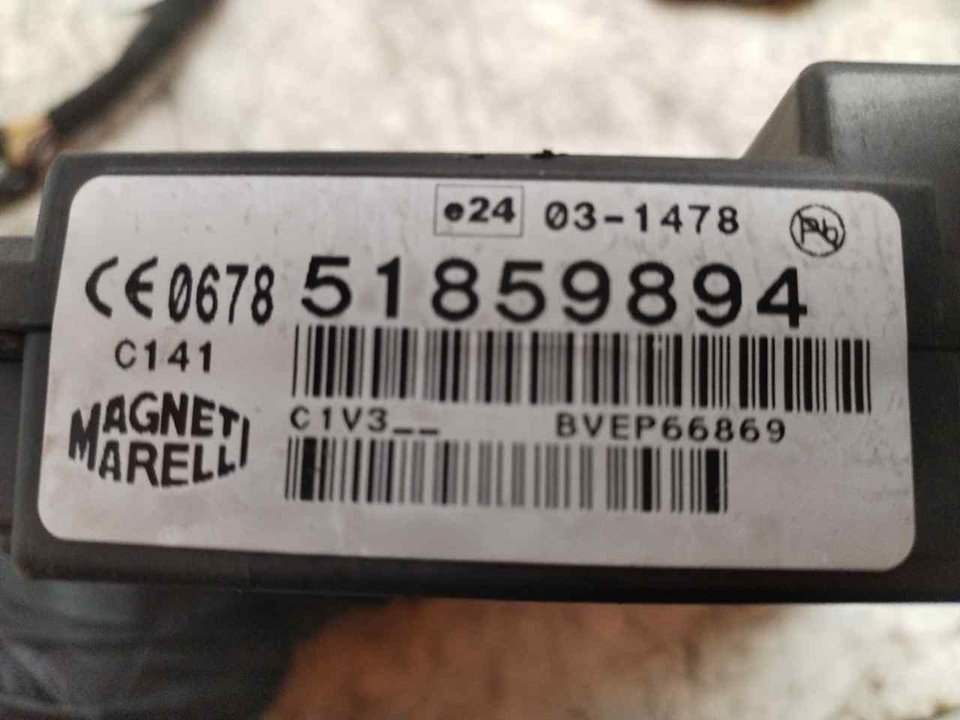 e24 03-1478 Pb
CE0678 51859894
C141
C1V3__ BVEP66869
MAGNETI
MARELLI